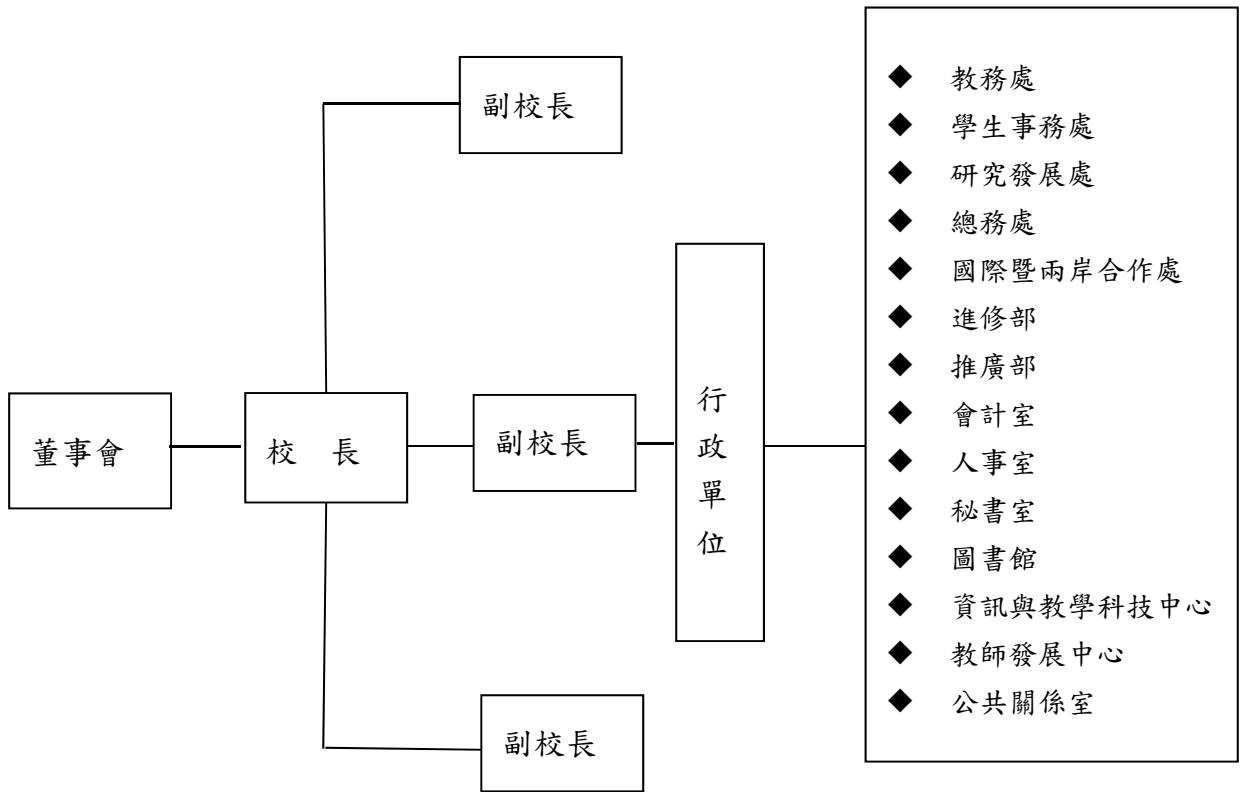 副校長
董事會
校 長
副校長
行
政
單
位
副校長
◆ 教務處
◆ 學生事務處
◆ 研究發展處
◆ 總務處
◆ 國際暨兩岸合作處
◆ 進修部
◆ 推廣部
◆ 會計室
◆ 人事室
◆ 秘書室
◆ 圖書館
◆ 資訊與教學科技中心
◆ 教師發展中心
◆ 公共關係室